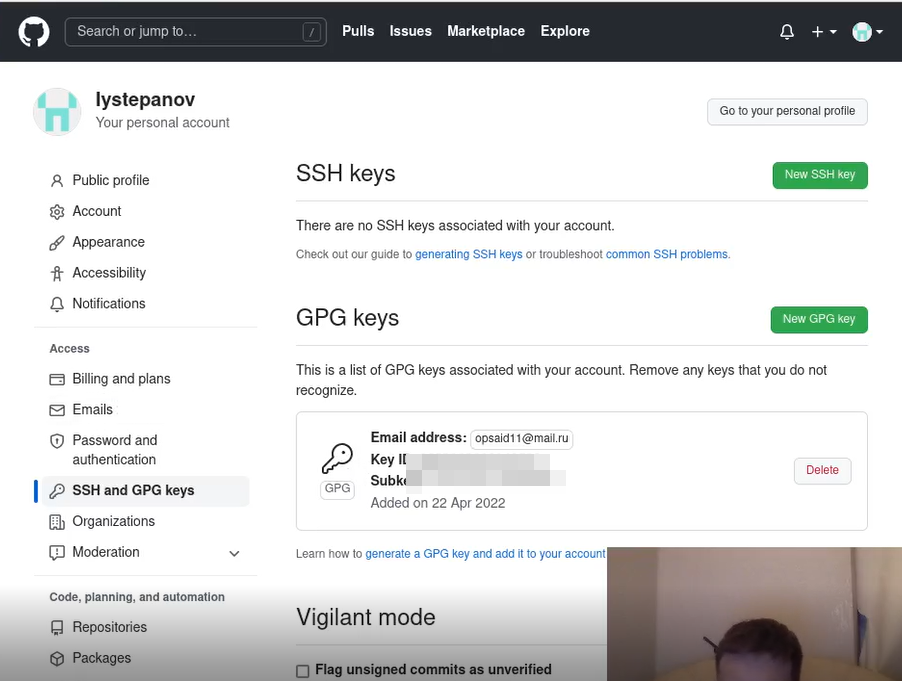 Search or jump to…
/
Pulls
Issues
Marketplace
Explore
lystepanov
Your personal account
Go to your personal profile
Public profile
Account
Appearance
Accessibility
Notifications
Access
Billing and plans
Emails
Password and
authentication
SSH and GPG keys
Organizations
Moderation
Code, planning, and automation
Repositories
Packages
SSH keys
New SSH key
There are no SSH keys associated with your account.
Check out our guide to generating SSH keys or troubleshoot common SSH problems.
GPG keys
New GPG key
This is a list of GPG keys associated with your account. Remove any keys that you do not
recognize.
GPG
Email address: opsaid11@mail.ru
Key
Added on 22 Apr 2022
Delete
Learn how to generate a GPG key and add it to your account
Vigilant mode
Flag unsigned commits as unverified